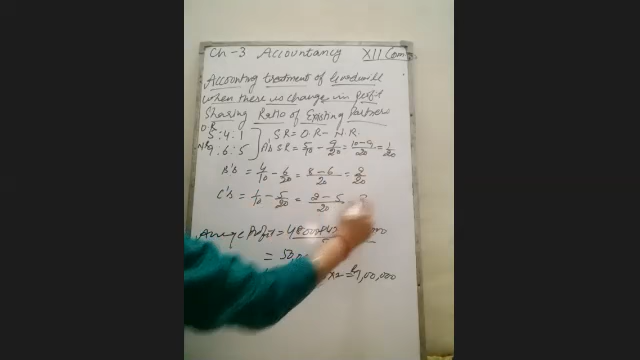 Ch-3 Accountancy XII Com
Accounting treatment of Goodwill
when there is change in profit
Sharing Ratio of Existing Partner
O R
5:4:1 SR = O.R - N.R.
NR 9:6:5 A's SR = 5/10 - 9/20 = 10-9/20 = 1/20
B's = 4/10 - 6/20 = 8-6/20 = 2/20
C's = 1/10 - 5/20 = 2-5/20
Average Profit = 48000+
= 50,
= 1,00,000